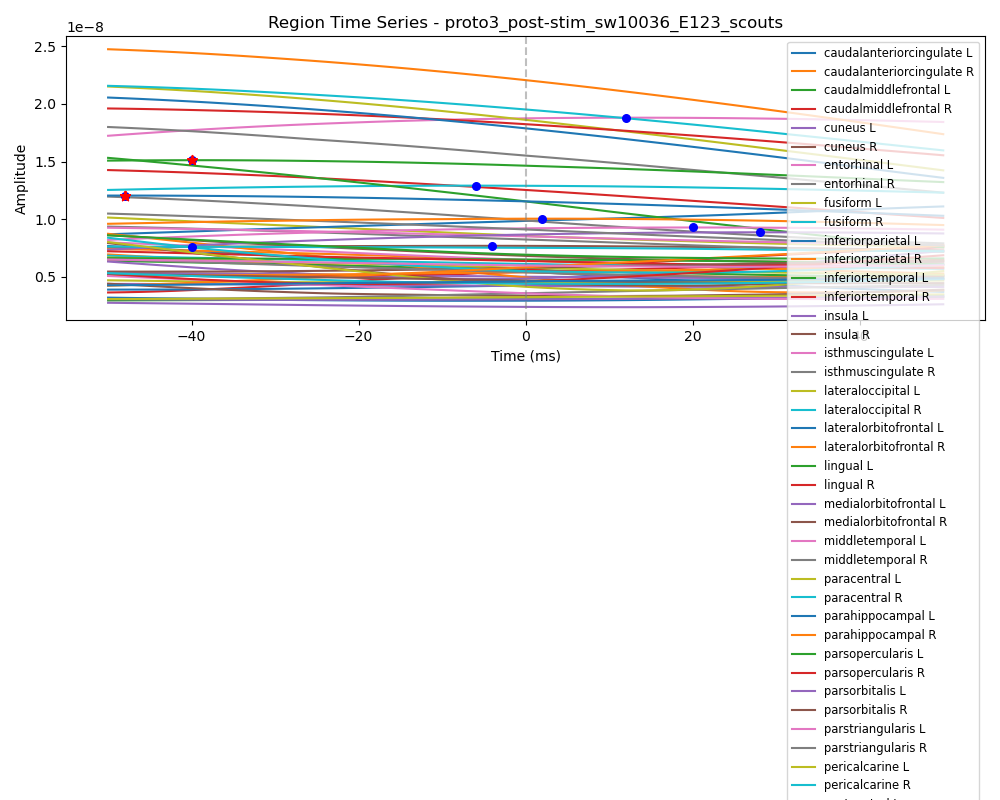 Region Time Series - proto3_post-stim_sw10036_E123_scouts
1e−8
2.5
2.0
1.5
1.0
0.5
Amplitude
−40
−20
0
20
Time (ms)
caudalanteriorcingulate L
caudalanteriorcingulate R
caudalmiddlefrontal L
caudalmiddlefrontal R
cuneus L
cuneus R
entorhinal L
entorhinal R
fusiform L
fusiform R
inferiorparietal L
inferiorparietal R
inferiortemporal L
inferiortemporal R
insula L
insula R
isthmuscingulate L
isthmuscingulate R
lateraloccipital L
lateraloccipital R
lateralorbitofrontal L
lateralorbitofrontal R
lingual L
lingual R
medialorbitofrontal L
medialorbitofrontal R
middletemporal L
middletemporal R
paracentral L
paracentral R
parahippocampal L
parahippocampal R
parsopercularis L
parsopercularis R
parsorbitalis L
parsorbitalis R
parstriangularis L
parstriangularis R
pericalcarine L
pericalcarine R